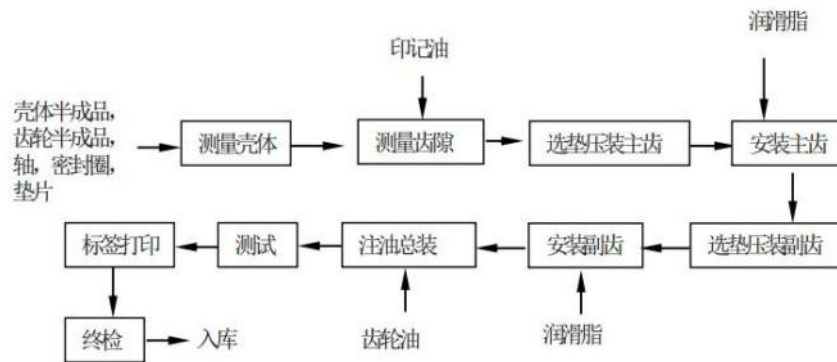 润滑脂
印记油
壳体半成品，
齿轮半成品，
轴，密封圈，
垫片
测量壳体
测量齿隙
选垫压装主齿
安装主齿
标签打印
测试
注油总装
安装副齿
选垫压装副齿
终检
入库
齿轮油
润滑脂